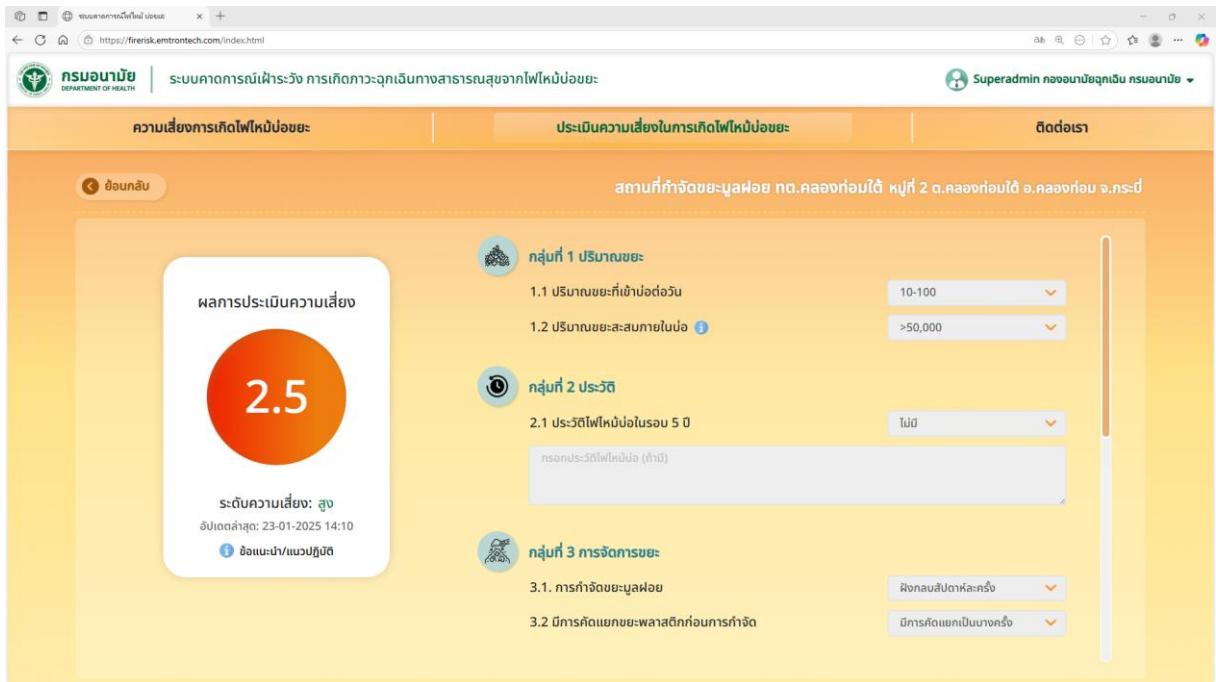 ระบบคาดการณ์ไฟไหม้ บ่อขยะ
https://firerisk.emtrontech.com/index.html
กรมอนามัย
DEPARTMENT OF HEALTH
ระบบคาดการณ์เฝ้าระวัง การเกิดภาวะฉุกเฉินทางสาธารณสุขจากไฟไหม้บ่อขยะ
Superadmin กองอนามัยฉุกเฉิน กรมอนามัย
ความเสี่ยงการเกิดไฟไหม้บ่อขยะ
ประเมินความเสี่ยงในการเกิดไฟไหม้บ่อขยะ
ติดต่อเรา
ย้อนกลับ
สถานที่กำจัดขยะมูลฝอย ทต.คลองท่อมใต้ หมู่ที่ 2 ต.คลองท่อมใต้ อ.คลองท่อม จ.กระบี่
ผลการประเมินความเสี่ยง
2.5
ระดับความเสี่ยง: สูง
อัปเดตล่าสุด: 23-01-2025 14:10
ข้อแนะนำ/แนวปฏิบัติ
กลุ่มที่ 1 ปริมาณขยะ
1.1 ปริมาณขยะที่เข้าบ่อต่อวัน
10-100
1.2 ปริมาณขยะสะสมภายในบ่อ
>50,000
กลุ่มที่ 2 ประวัติ
2.1 ประวัติไฟไหม้บ่อในรอบ 5 ปี
ไม่มี
กรอกประวัติไฟไหม้บ่อ (ถ้ามี)
กลุ่มที่ 3 การจัดการขยะ
3.1. การกำจัดขยะมูลฝอย
ฝังกลบสัปดาห์ละครั้ง
3.2 มีการคัดแยกขยะพลาสติกก่อนการกำจัด
มีการคัดแยกเป็นบางครั้ง